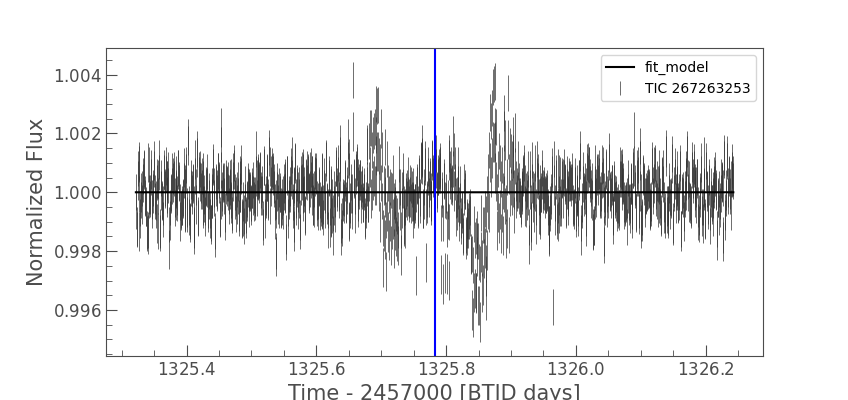 1.004
1.002
1.000
0.998
0.996
Normalized Flux
fit_model
TIC 267263253
1325.4 1325.6 1325.8 1326.0 1326.2
Time - 2457000 [BTJD days]